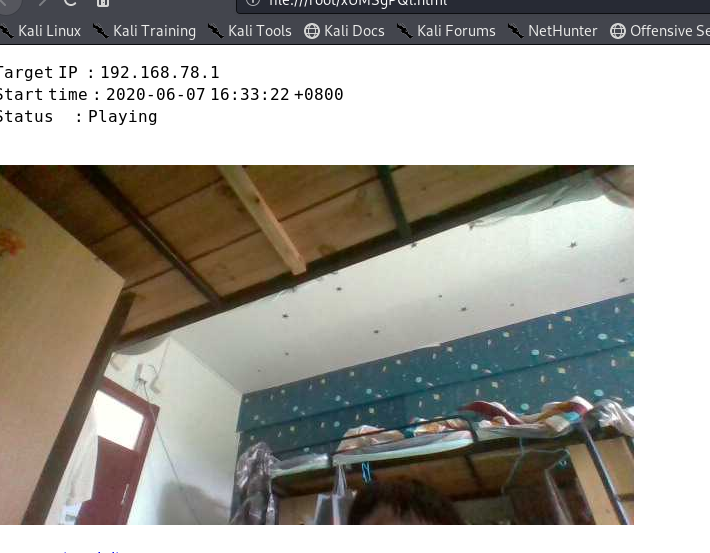 Kali Linux Kali Training Kali Tools Kali Docs Kali Forums NetHunter Offensive Se
Target IP : 192.168.78.1
Start time : 2020-06-07 16:33:22 +0800
Status : Playing